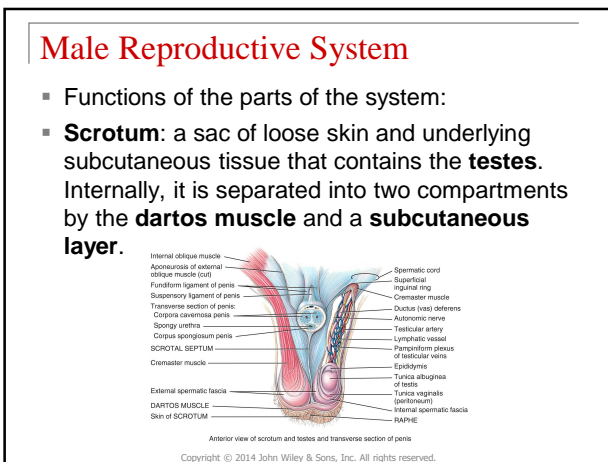 Male Reproductive System
Functions of the parts of the system:
Scrotum: a sac of loose skin and underlying
subcutaneous tissue that contains the testes.
Internally, it is separated into two compartments
by the dartos muscle and a subcutaneous
layer.
Internal oblique muscle
Aponeurosis of external
oblique muscle (cut)
Fundiform ligament of penis
Suspensory ligament of penis
Transverse section of penis:
Corpora cavernosa penis
Spongy urethra
Corpus spongiosum penis
SCROTAL SEPTUM
Cremaster muscle
External spermatic fascia
DARTOS MUSCLE
Skin of SCROTUM
Spermatic cord
Superficial
inguinal ring
Cremaster muscle
Ductus (vas) deferens
Autonomic nerve
Testicular artery
Lymphatic vessel
Pampiniform plexus
of testicular veins
Epididymis
Tunica albuginea
of testis
Tunica vaginalis
(peritoneum)
Internal spermatic fascia
RAPHE
Anterior view of scrotum and testes and transverse section of penis
Copyright © 2014 John Wiley & Sons, Inc. All rights reserved.